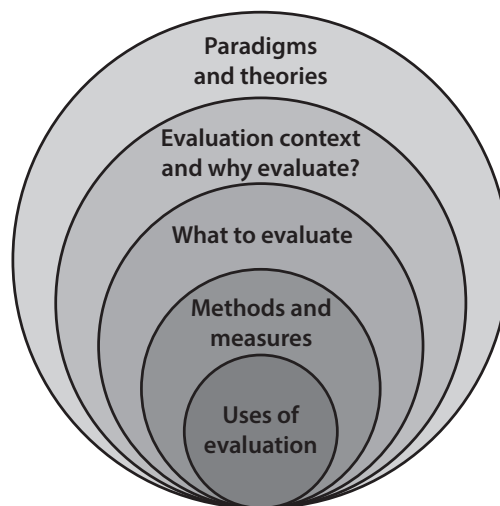 Paradigms
and theories
Evaluation context
and why evaluate?
What to evaluate
Methods and
measures
Uses of
evaluation